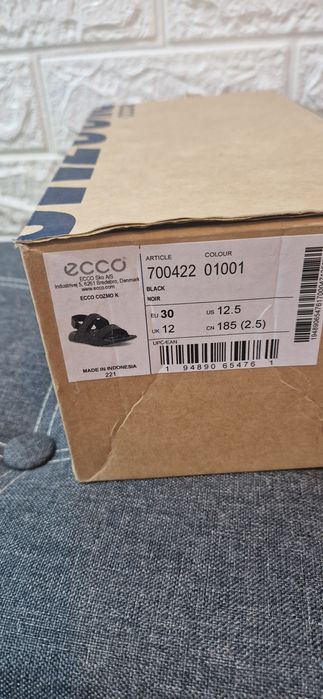 ecco
ECCO Sko A/S
Industrivej 5, 6261 Bredebro, Denmark
www.ecco.com
ECCO COZMO K
MADE IN INDONESIA
221
ARTICLE COLOUR
700422 01001
BLACK
NOIR
EU 30 US 12.5
UK 12 CN 185 (2.5)
UPC/EAN
1 94890 65476 1